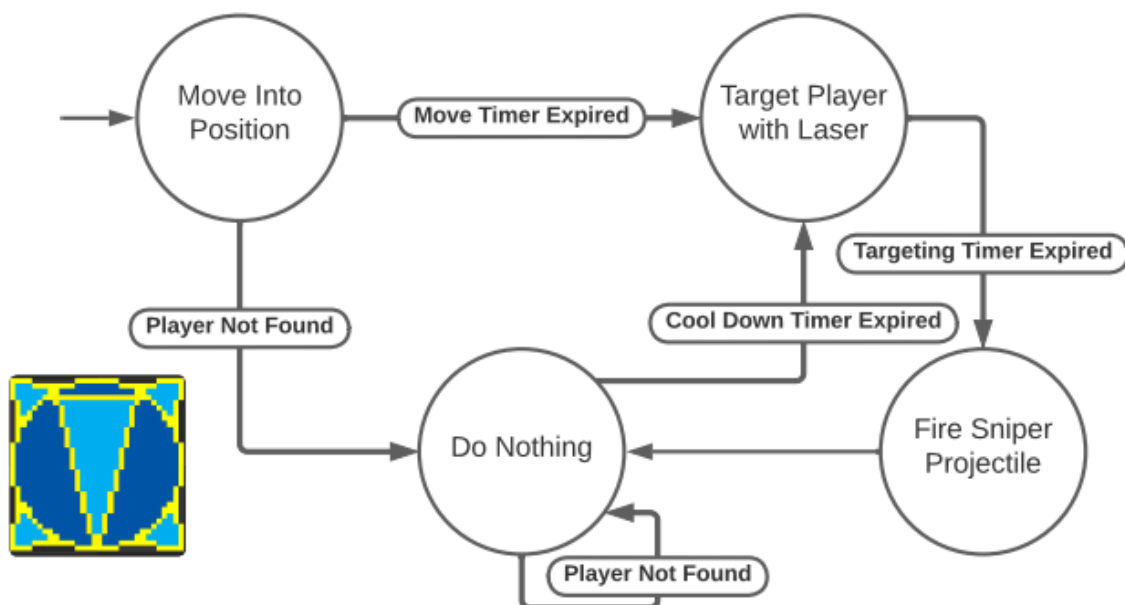 Move Into
Position
Move Timer Expired
Target Player
with Laser
Targeting Timer Expired
Player Not Found
Cool Down Timer Expired
Do Nothing
Fire Sniper
Projectile
Player Not Found